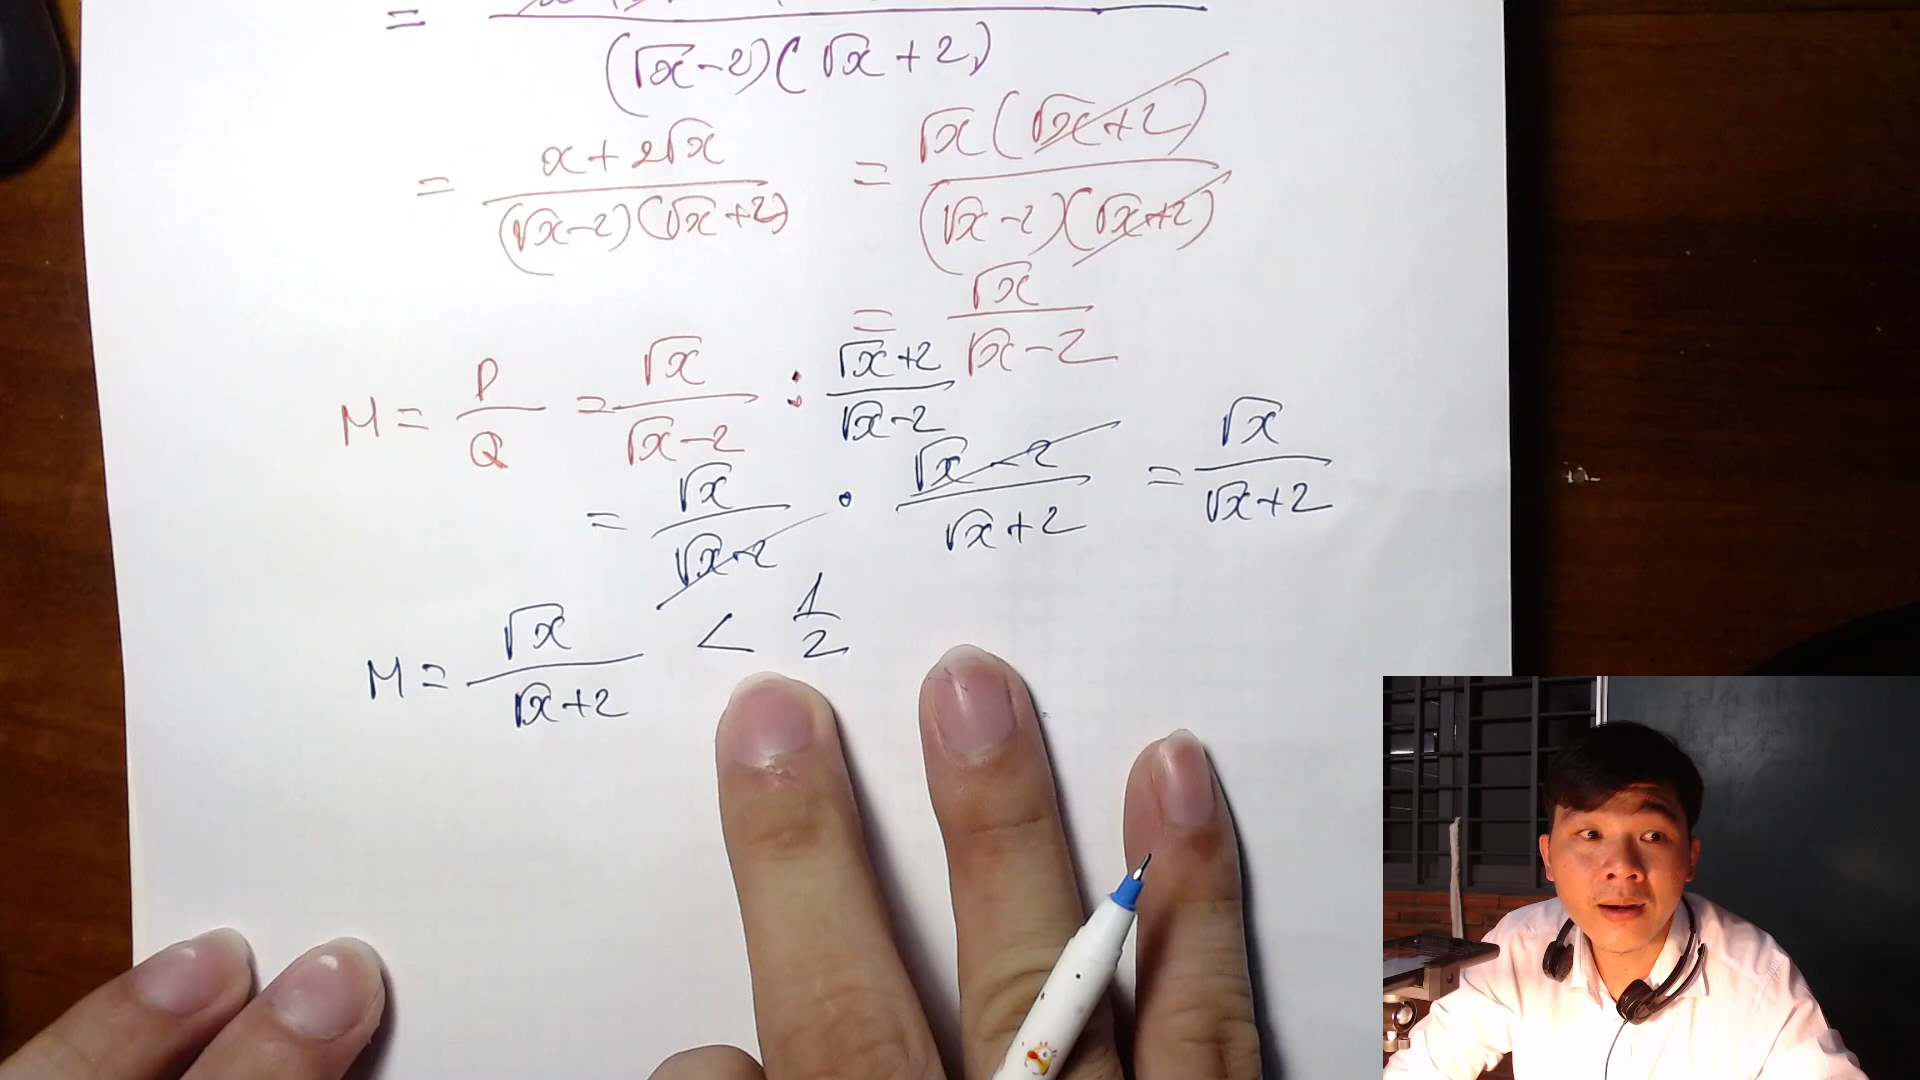 = / (√x-2)(√x+2)
= (x+2√x) / ((√x-2)(√x+2)) = (√x(√x+2)) / ((√x-2)(√x+2))
= √x / (√x-2)
M = P/Q = √x / (√x-2) : (√x+2) / (√x-2)
= √x / (√x-2) · (√x-2) / (√x+2) = √x / (√x+2)
M = √x / (√x+2) < 1/2